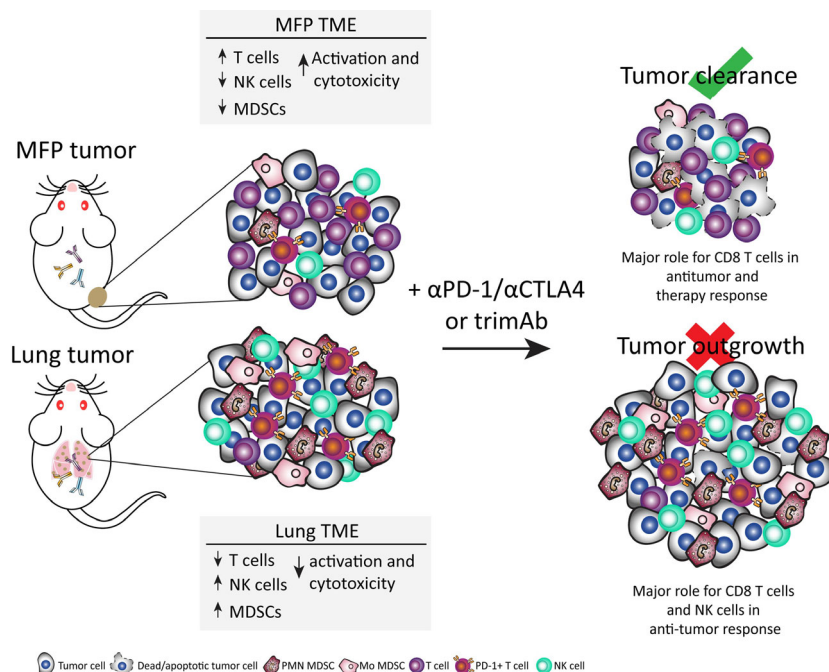 MFP TME
↑ T cells
↓ NK cells
↓ MDSCs
↑ Activation and
cytotoxicity
MFP tumor
Lung tumor
+ αPD-1/αCTLA4
or trimAb
Tumor clearance
Major role for CD8 T cells in
antitumor and
therapy response
Tumor outgrowth
Major role for CD8 T cells
and NK cells in
anti-tumor response
Lung TME
↓ T cells
↑ NK cells
↑ MDSCs
↓ activation and
cytotoxicity
Tumor cell Dead/apoptotic tumor cell PMN MDSC Mo MDSC T cell PD-1+ T cell NK cell